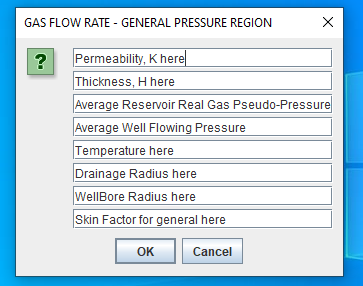 GAS FLOW RATE - GENERAL PRESSURE REGION
?
Permeability, K here
Thickness, H here
Average Reservoir Real Gas Pseudo-Pressure
Average Well Flowing Pressure
Temperature here
Drainage Radius here
WellBore Radius here
Skin Factor for general here
OK Cancel